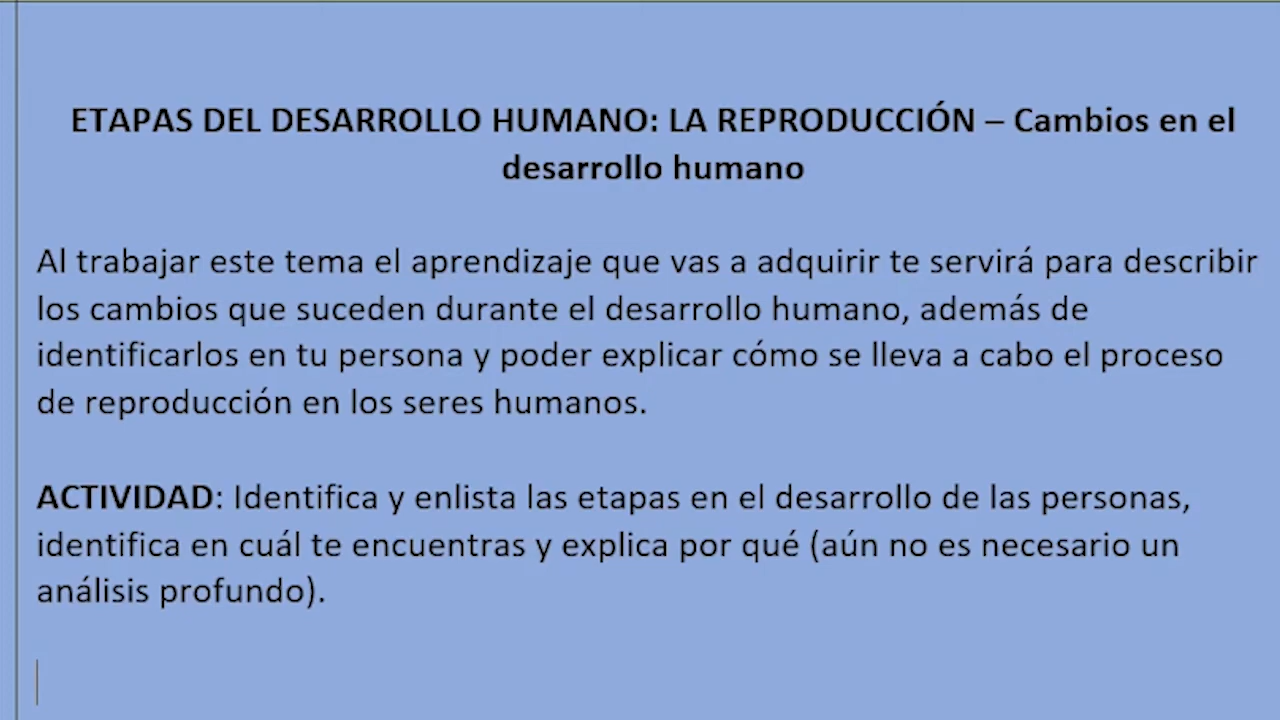 ETAPAS DEL DESARROLLO HUMANO: LA REPRODUCCIÓN – Cambios en el
desarrollo humano
Al trabajar este tema el aprendizaje que vas a adquirir te servirá para describir
los cambios que suceden durante el desarrollo humano, además de
identificarlos en tu persona y poder explicar cómo se lleva a cabo el proceso
de reproducción en los seres humanos.
ACTIVIDAD: Identifica y enlista las etapas en el desarrollo de las personas,
identifica en cuál te encuentras y explica por qué (aún no es necesario un
análisis profundo).